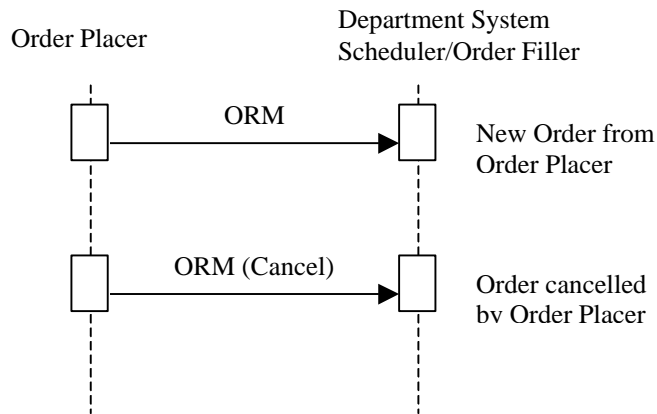 Order Placer
Department System
Scheduler/Order Filler
ORM
New Order from
Order Placer
ORM (Cancel)
Order cancelled
by Order Placer